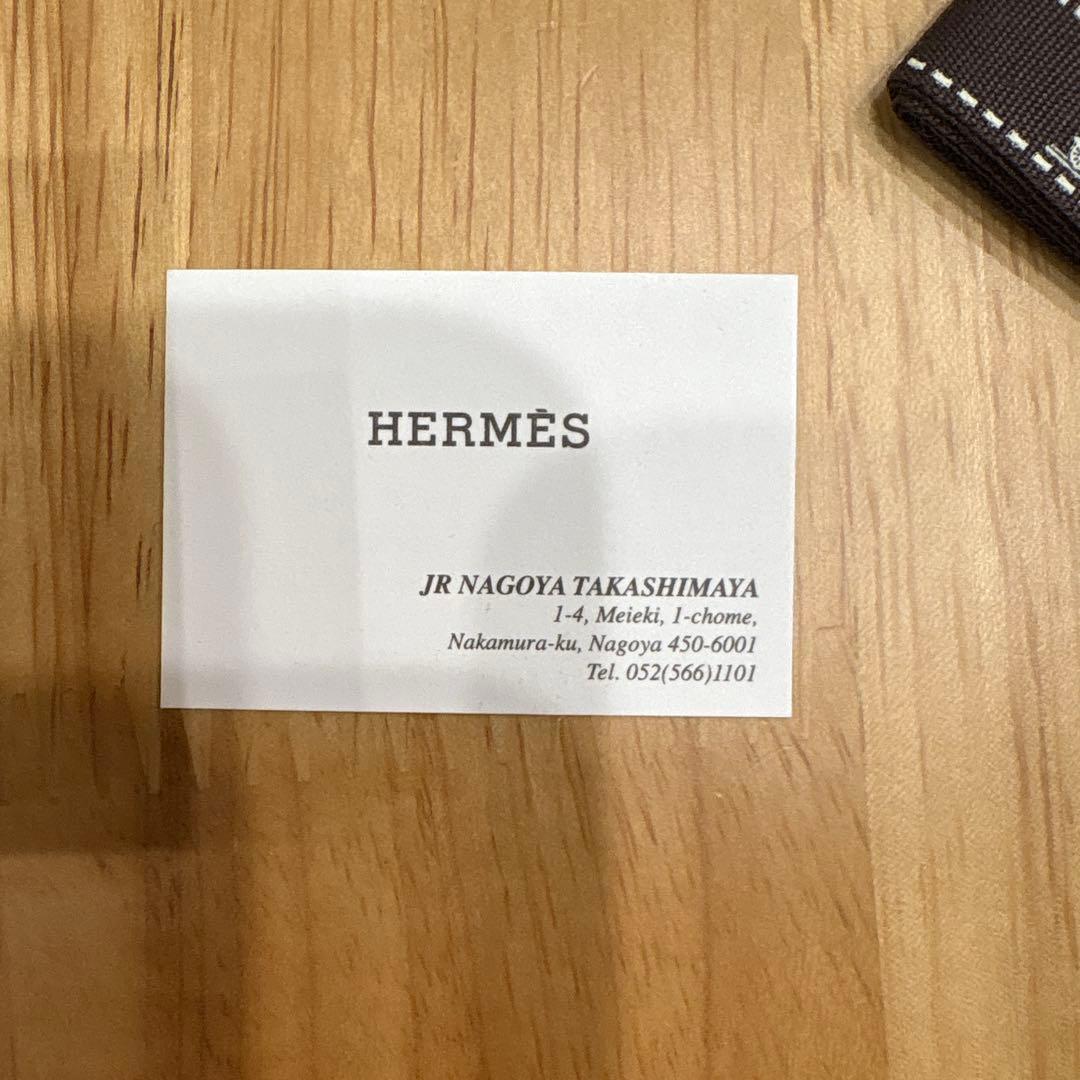 HERMÈS
JR NAGOYA TAKASHIMAYA
1-4, Meieki, 1-chome,
Nakamura-ku, Nagoya 450-6001
Tel. 052(566)1101